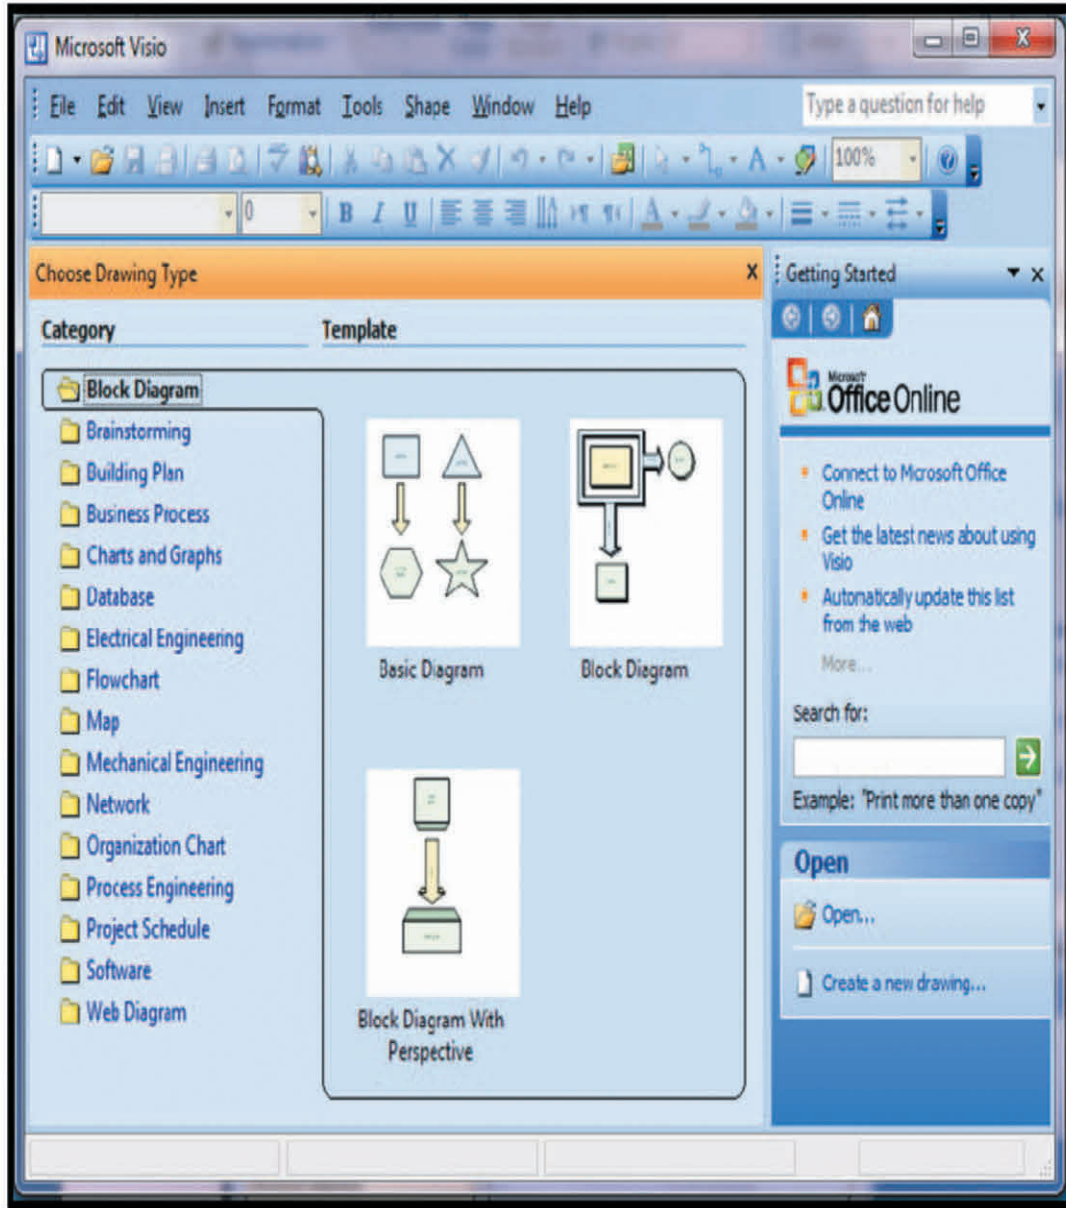 Microsoft Visio
File Edit View Insert Format Tools Shape Window Help
Type a question for help
A 100%
0 B I U A
Choose Drawing Type
Getting Started
Category
Template
Block Diagram
Brainstorming
Building Plan
Business Process
Charts and Graphs
Database
Electrical Engineering
Flowchart
Map
Mechanical Engineering
Network
Organization Chart
Process Engineering
Project Schedule
Software
Web Diagram
Basic Diagram
Block Diagram
Block Diagram With
Perspective
Microsoft
Office Online
Connect to Microsoft Office
Online
Get the latest news about using
Visio
Automatically update this list
from the web
More...
Search for:
Example: "Print more than one copy"
Open
Open...
Create a new drawing...